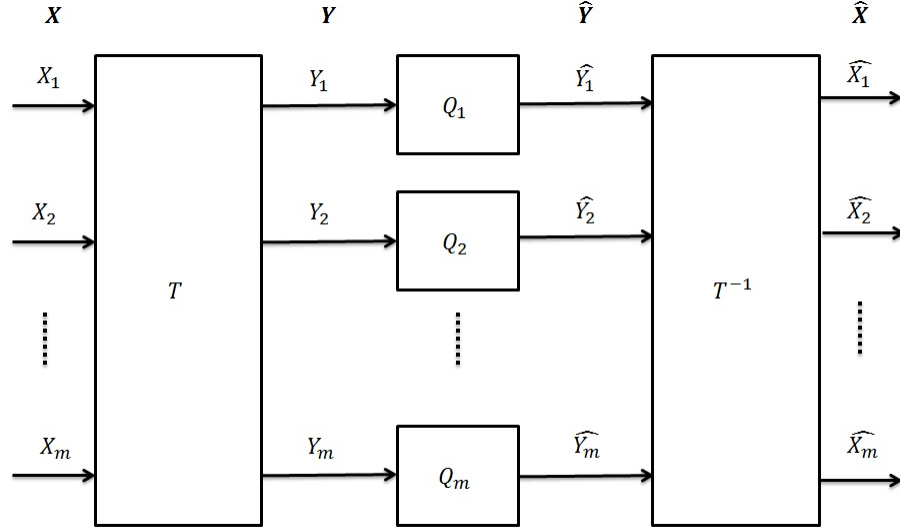 X Y Ŷ X̂
X₁ Y₁ Q₁ Ŷ₁ X̂₁
X₂ Y₂ Q₂ Ŷ₂ X̂₂
T T⁻¹
Xₘ Yₘ Qₘ Ŷₘ X̂ₘ